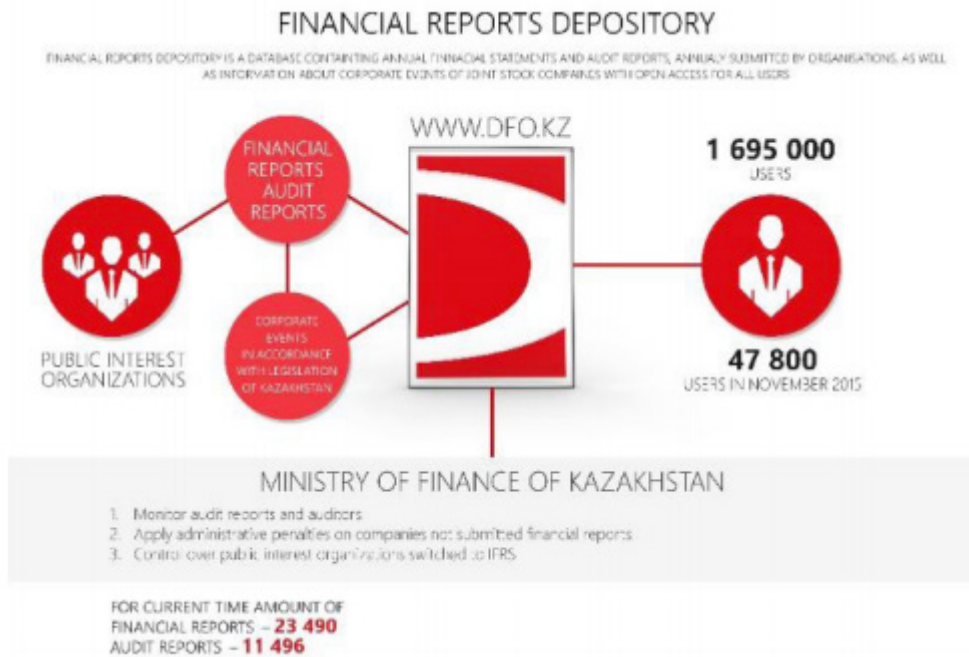 FINANCIAL REPORTS DEPOSITORY
FINANCIAL REPORTS DEPOSITORY IS A DATABASE CONTAINTING ANNUAL FINNACIAL STATEMENTS AND AUDIT REPORTS, ANNUALY SUBMITTED BY ORGANISATIONS, AS WELL
AS INFORMATION ABOUT CORPORATE EVENTS OF JOINT STOCK COMPAINES WITH OPEN ACCESS FOR ALL USERS
WWW.DFO.KZ
FINANCIAL
REPORTS
AUDIT
REPORTS
1 695 000
USERS
CORPORATE
EVENTS
IN ACCORDANCE
WITH LEGISLATION
OF KAZAKHSTAN
PUBLIC INTEREST
ORGANIZATIONS
47 800
USERS IN NOVEMBER 2015
MINISTRY OF FINANCE OF KAZAKHSTAN
1. Monitor audit reports and auditors
2. Apply administrative penalties on companies not submitted financial reports
3. Control over public interest organizations switched to IFRS
FOR CURRENT TIME AMOUNT OF
FINANCIAL REPORTS – 23 490
AUDIT REPORTS – 11 496